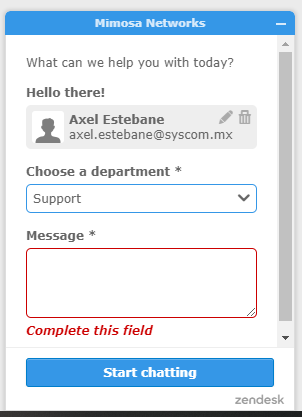 Mimosa Networks
What can we help you with today?
Hello there!
Axel Estebane
axel.estebane@syscom.mx
Choose a department *
Support
Message *
Complete this field
Start chatting
zendesk